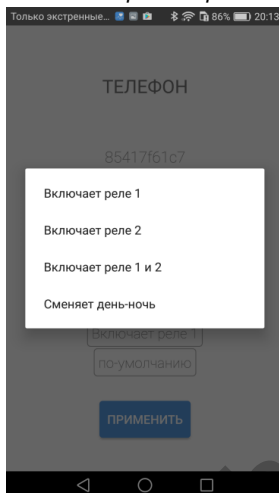 Только экстренные... 86% 20:13
ТЕЛЕФОН
85417f61c7
Включает реле 1
Включает реле 2
Включает реле 1 и 2
Сменяет день-ночь
Включает реле 1
по-умолчанию
ПРИМЕНИТЬ